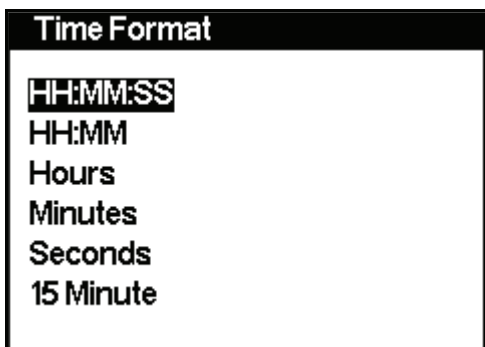 Time Format
HH:MM:SS
HH:MM
Hours
Minutes
Seconds
15 Minute